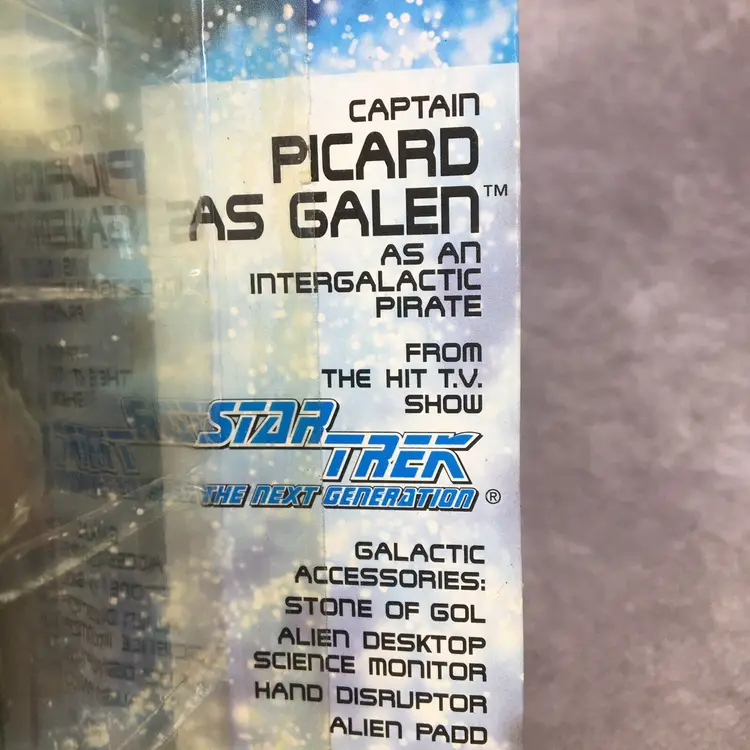 CAPTAIN
PICARD
AS GALEN™
AS AN
INTERGALACTIC
PIRATE
FROM
THE HIT T.V.
SHOW
STAR
TREK
THE NEXT GENERATION®
GALACTIC
ACCESSORIES:
STONE OF GOL
ALIEN DESKTOP
SCIENCE MONITOR
HAND DISRUPTOR
ALIEN PADD